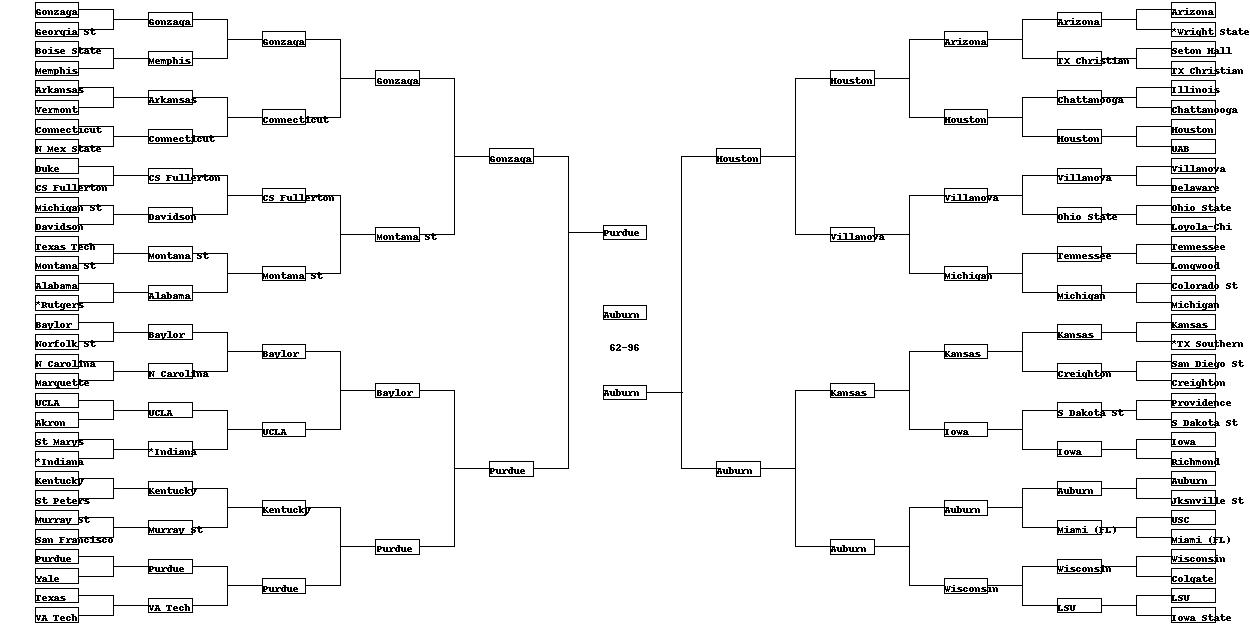 Gonzaga
Georgia St
Boise State
Memphis
Arkansas
Vermont
Connecticut
N Mex State
Duke
CS Fullerton
Michigan St
Davidson
Texas Tech
Montana St
Alabama
*Rutgers
Baylor
Norfolk St
N Carolina
Marquette
UCLA
Akron
St Marys
*Indiana
Kentucky
St Peters
Murray St
San Francisco
Purdue
Yale
Texas
VA Tech
Gonzaga
Memphis
Arkansas
Connecticut
CS Fullerton
Davidson
Montana St
Alabama
Baylor
N Carolina
UCLA
*Indiana
Kentucky
Murray St
Purdue
VA Tech
Gonzaga
Connecticut
CS Fullerton
Montana St
Baylor
UCLA
Kentucky
Purdue
Gonzaga
Montana St
Baylor
Purdue
Gonzaga
Purdue
Purdue
Auburn
62-96
Auburn
Houston
Auburn
Houston
Villanova
Kansas
Auburn
Arizona
Houston
Villanova
Michigan
Kansas
Iowa
Auburn
Wisconsin
Arizona
TX Christian
Chattanooga
Houston
Villanova
Ohio State
Tennessee
Michigan
Kansas
Creighton
S Dakota St
Iowa
Auburn
Miami (FL)
Wisconsin
LSU
Arizona
*Wright State
Seton Hall
TX Christian
Illinois
Chattanooga
Houston
UAB
Villanova
Delaware
Ohio State
Loyola-Chi
Tennessee
Longwood
Colorado St
Michigan
Kansas
*TX Southern
San Diego St
Creighton
Providence
S Dakota St
Iowa
Richmond
Auburn
Jksnville St
USC
Miami (FL)
Wisconsin
Colgate
LSU
Iowa State